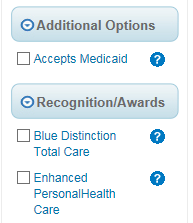 Additional Options
Accepts Medicaid ?
Recognition/Awards
Blue Distinction ?
Total Care
Enhanced ?
PersonalHealth
Care